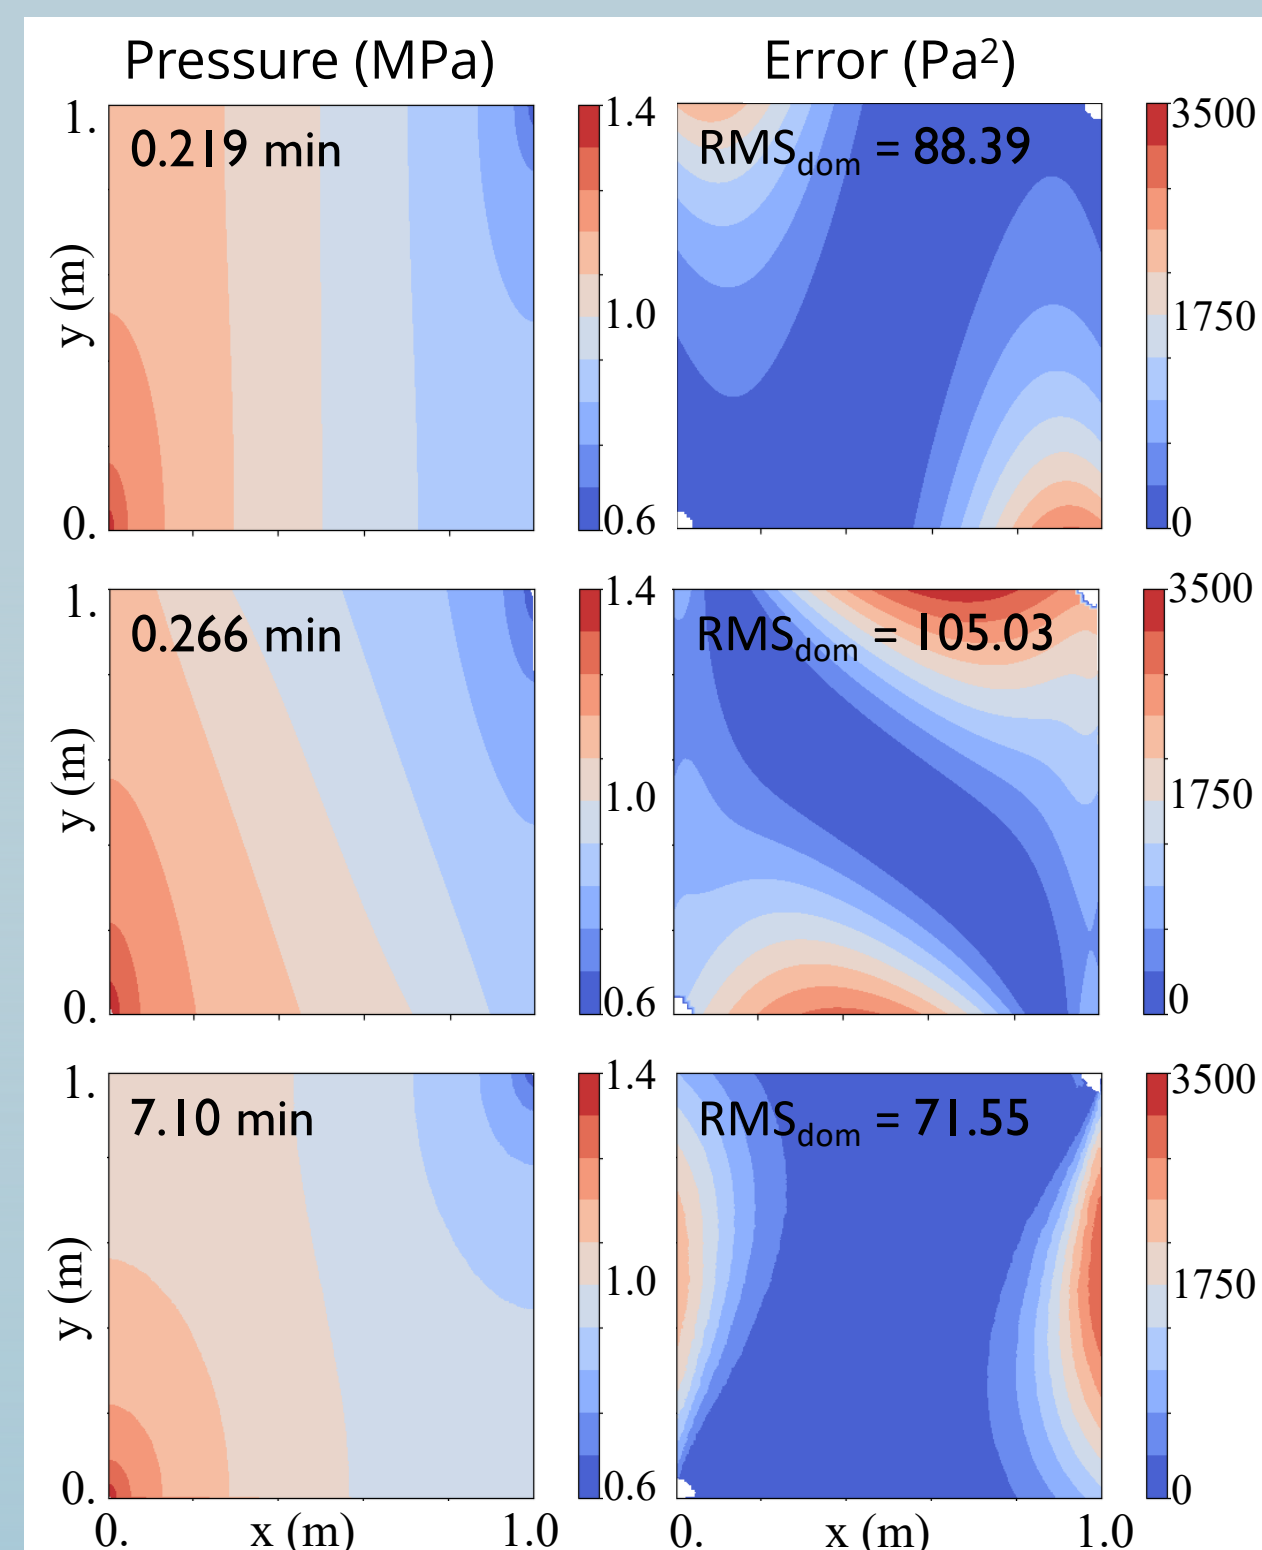 Pressure (MPa) Error (Pa²)
1. 0.219 min 1.4 RMSdom = 88.39 3500
y (m) 1.0 1750
0. 0.6 0
1. 0.266 min 1.4 RMSdom = 105.03 3500
y (m) 1.0 1750
0. 0.6 0
1. 7.10 min 1.4 RMSdom = 71.55 3500
y (m) 1.0 1750
0. 0.6 0
0. x (m) 1.0 0. x (m) 1.0